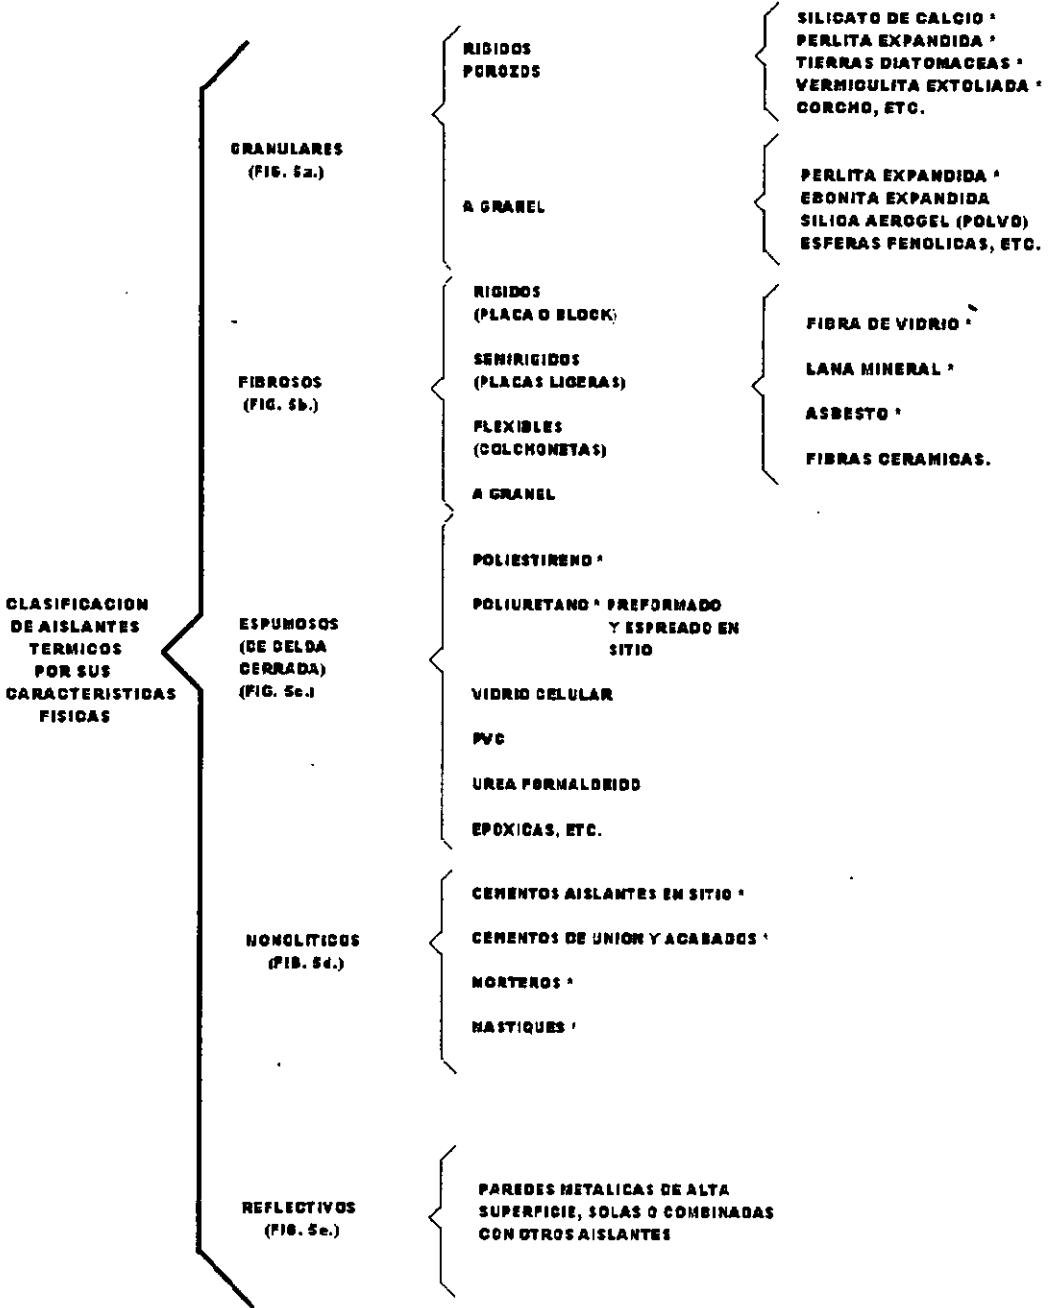 CLASIFICACION
DE AISLANTES
TERMICOS
POR SUS
CARACTERISTICAS
FISICAS
GRANULARES
(FIG. 5a.)
RIGIDOS
POROZOS
SILICATO DE CALCIO *
PERLITA EXPANDIDA *
TIERRAS DIATOMACEAS *
VERMICULITA EXTOLIADA *
CORCHO, ETC.
A GRANEL
PERLITA EXPANDIDA *
EBONITA EXPANDIDA
SILICA AEROGEL (POLVO)
ESFERAS FENOLICAS, ETC.
FIBROSOS
(FIG. 5b.)
RIGIDOS
(PLACA O BLOCK)
SEMIRIGIDOS
(PLACAS LIGERAS)
FLEXIBLES
(COLCHONETAS)
A GRANEL
FIBRA DE VIDRIO *
LANA MINERAL *
ASBESTO *
FIBRAS CERAMICAS.
ESPUMOSOS
(DE CELDA
CERRADA)
(FIG. 5c.)
POLIESTIRENO *
POLIURETANO * PREFORMADO
Y ESPREADO EN
SITIO
VIDRIO CELULAR
PVC
UREA FORMALDEIDO
EPOXICAS, ETC.
MONOLITICOS
(FIG. 5d.)
CEMENTOS AISLANTES EN SITIO *
CEMENTOS DE UNION Y ACABADOS *
MORTEROS *
MASTIQUES *
REFLECTIVOS
(FIG. 5e.)
PAREDES METALICAS DE ALTA
SUPERFICIE, SOLAS O COMBINADAS
CON OTROS AISLANTES